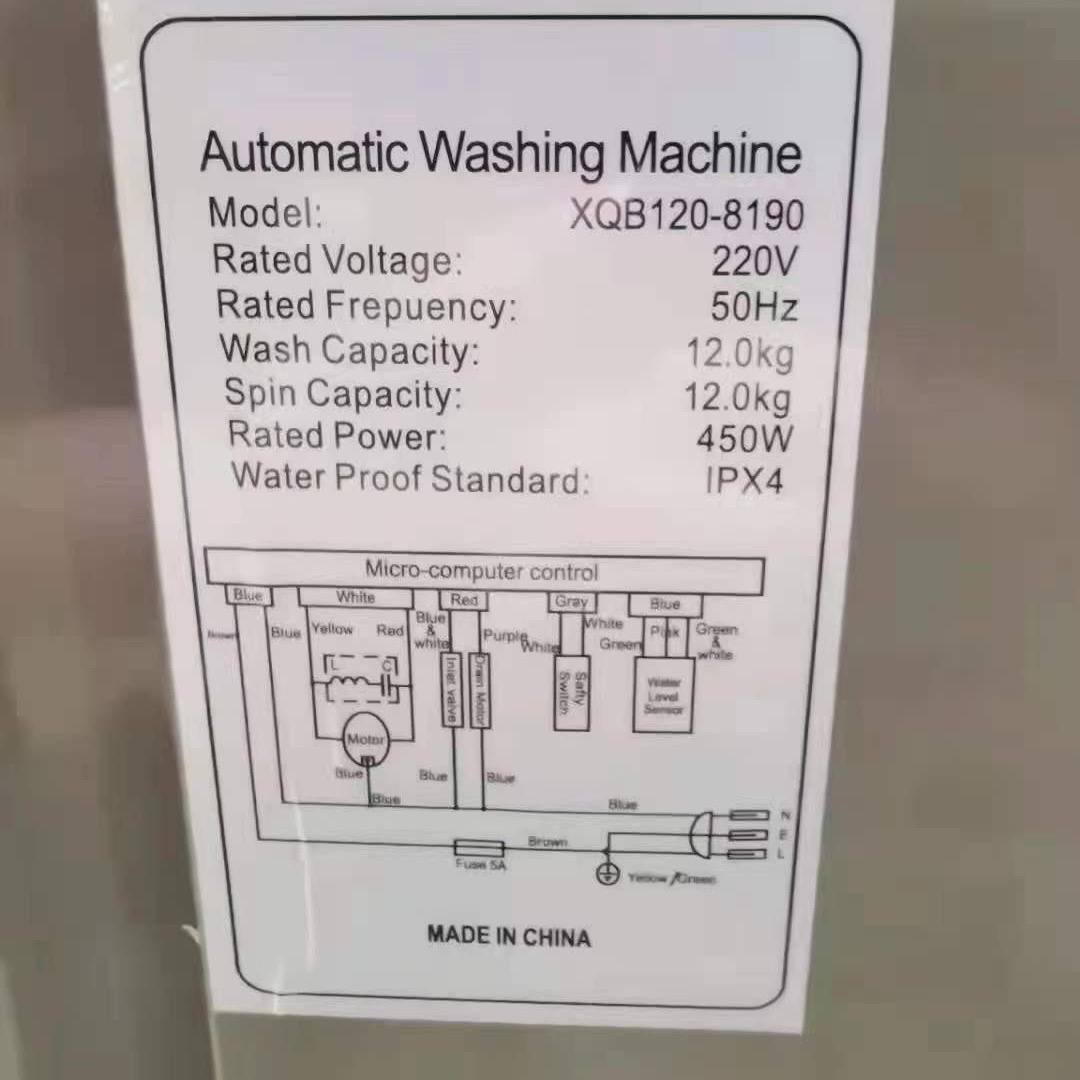 Automatic Washing Machine
Model: XQB120-8190
Rated Voltage: 220V
Rated Frepuency: 50Hz
Wash Capacity: 12.0kg
Spin Capacity: 12.0kg
Rated Power: 450W
Water Proof Standard: IPX4
Micro-computer control
Blue White Red Gray Blue
Brown Blue Yellow Red Blue & white Purple White White Green Pink Green & white
L C
Inlet valve
Drain Motor
Safty Switch
Water Level Sensor
Motor
Blue Blue Blue
Blue Blue
N
E
L
Brown
Fuse 5A
Yellow/Green
MADE IN CHINA